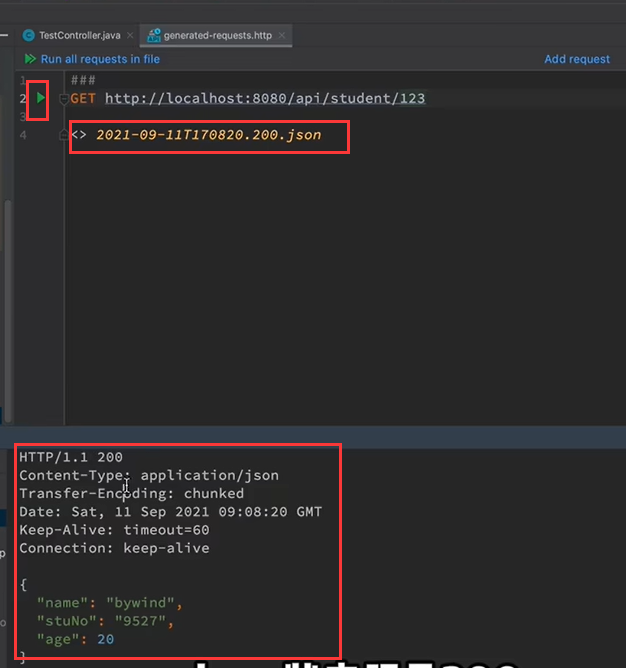 TestController.java
generated-requests.http
Run all requests in file
Add request
1 ###
2 GET http://localhost:8080/api/student/123
3
4 <> 2021-09-11T170820.200.json
HTTP/1.1 200
Content-Type: application/json
Transfer-Encoding: chunked
Date: Sat, 11 Sep 2021 09:08:20 GMT
Keep-Alive: timeout=60
Connection: keep-alive
{
"name": "bywind",
"stuNo": "9527",
"age": 20
}